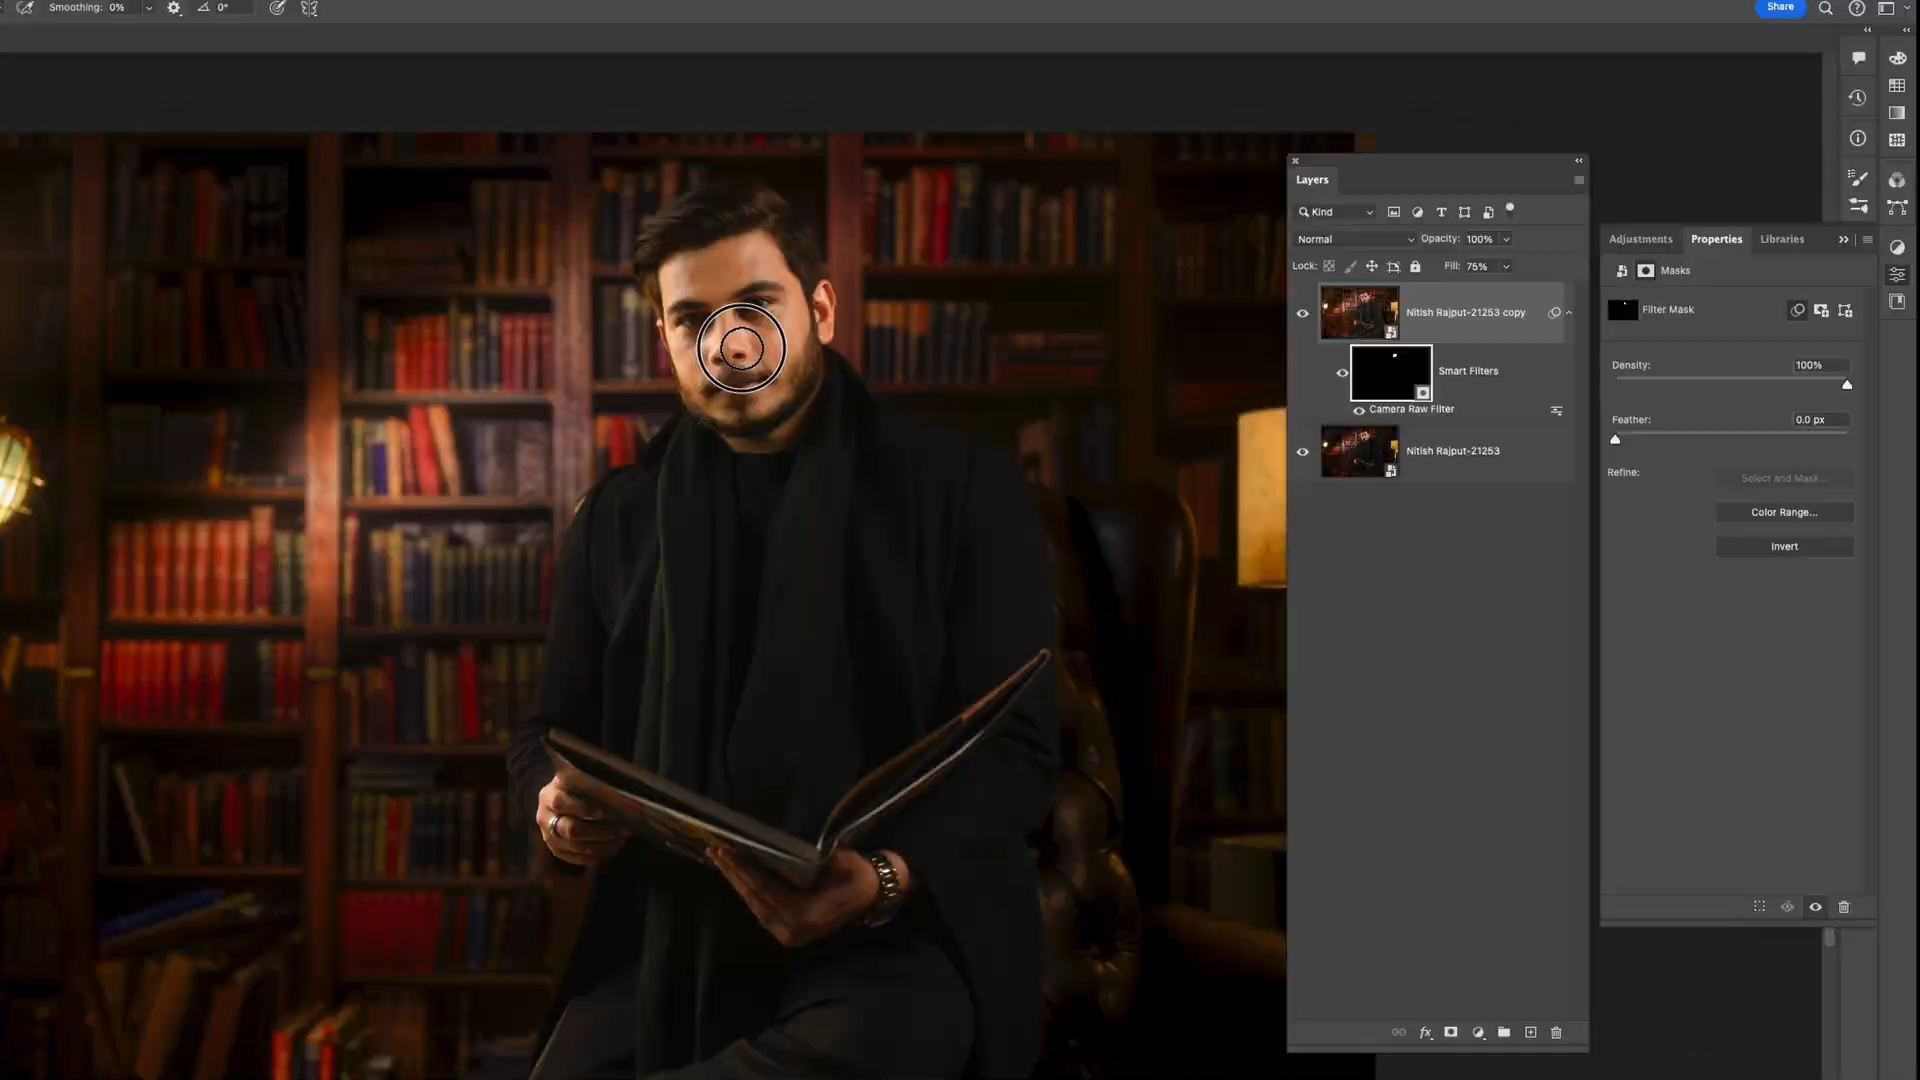 Smoothing: 0%
0°
Share
Layers
Kind
Normal
Opacity: 100%
Lock:
Fill: 75%
Nitish Rajput-21253 copy
Smart Filters
Camera Raw Filter
Nitish Rajput-21253
Adjustments
Properties
Libraries
Masks
Filter Mask
Density: 100%
Feather: 0.0 px
Refine:
Select and Mask...
Color Range...
Invert